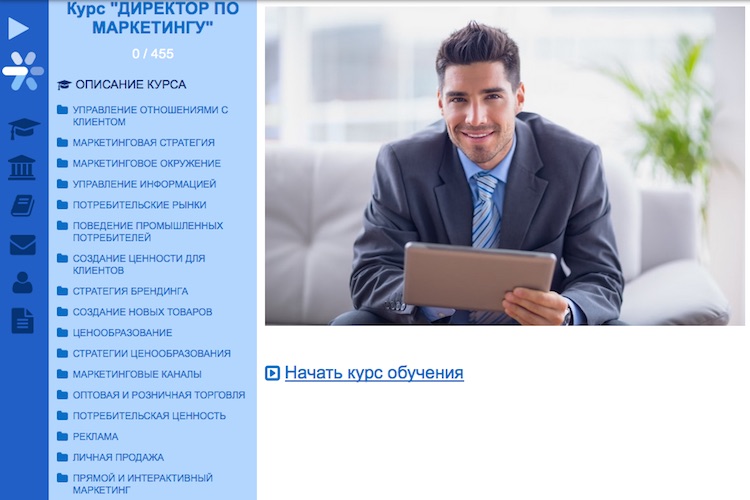 Курс "ДИРЕКТОР ПО
МАРКЕТИНГУ"
0 / 455
ОПИСАНИЕ КУРСА
УПРАВЛЕНИЕ ОТНОШЕНИЯМИ С
КЛИЕНТОМ
МАРКЕТИНГОВАЯ СТРАТЕГИЯ
МАРКЕТИНГОВОЕ ОКРУЖЕНИЕ
УПРАВЛЕНИЕ ИНФОРМАЦИЕЙ
ПОТРЕБИТЕЛЬСКИЕ РЫНКИ
ПОВЕДЕНИЕ ПРОМЫШЛЕННЫХ
ПОТРЕБИТЕЛЕЙ
СОЗДАНИЕ ЦЕННОСТИ ДЛЯ
КЛИЕНТОВ
СТРАТЕГИЯ БРЕНДИНГА
СОЗДАНИЕ НОВЫХ ТОВАРОВ
ЦЕНООБРАЗОВАНИЕ
СТРАТЕГИИ ЦЕНООБРАЗОВАНИЯ
МАРКЕТИНГОВЫЕ КАНАЛЫ
ОПТОВАЯ И РОЗНИЧНАЯ ТОРГОВЛЯ
ПОТРЕБИТЕЛЬСКАЯ ЦЕННОСТЬ
РЕКЛАМА
ЛИЧНАЯ ПРОДАЖА
ПРЯМОЙ И ИНТЕРАКТИВНЫЙ
МАРКЕТИНГ
Начать курс обучения